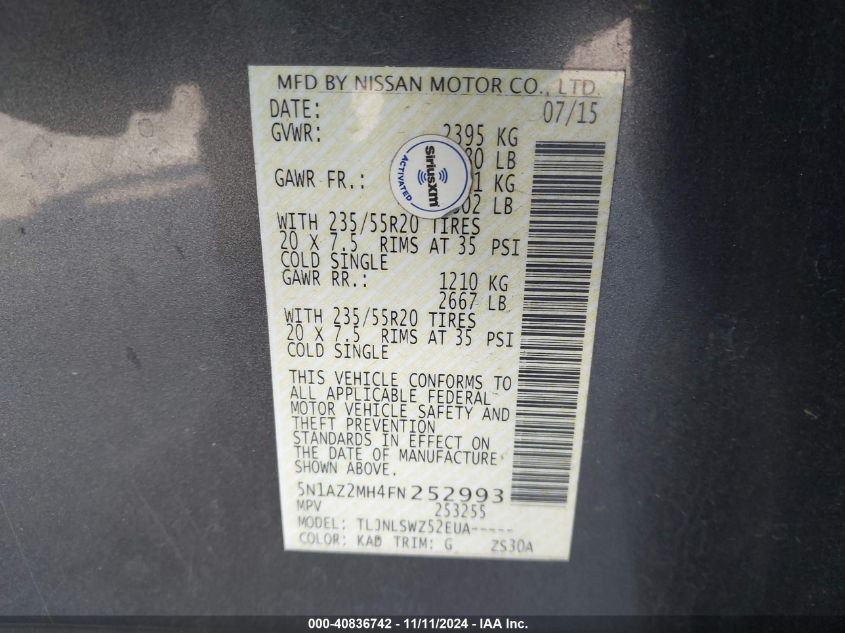 MFD BY NISSAN MOTOR CO., LTD.
DATE: 07/15
GVWR: 2395 KG
LB
GAWR FR.: KG
LB
SiriusXM
ACTIVATED
WITH 235/55R20 TIRES
20 X 7.5 RIMS AT 35 PSI
COLD SINGLE
GAWR RR.: 1210 KG
2667 LB
WITH 235/55R20 TIRES
20 X 7.5 RIMS AT 35 PSI
COLD SINGLE
THIS VEHICLE CONFORMS TO
ALL APPLICABLE FEDERAL
MOTOR VEHICLE SAFETY AND
THEFT PREVENTION
STANDARDS IN EFFECT ON
THE DATE OF MANUFACTURE
SHOWN ABOVE.
5N1AZ2MH4FN252993
MPV 253255
MODEL: TLJNLSWZ52EUA-----
COLOR: KAD TRIM: G ZS30A
000-40836742 - 11/11/2024 - IAA Inc.